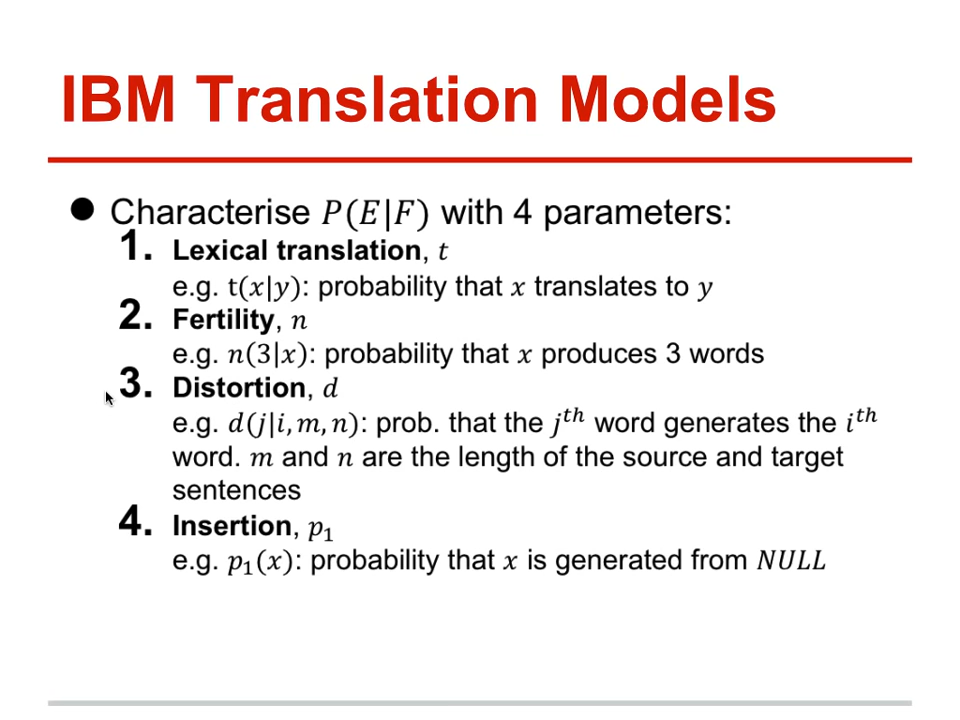 IBM Translation Models
● Characterise P(E|F) with 4 parameters:
1. Lexical translation, t
e.g. t(x|y): probability that x translates to y
2. Fertility, n
e.g. n(3|x): probability that x produces 3 words
3. Distortion, d
e.g. d(j|i,m,n): prob. that the jᵗʰ word generates the iᵗʰ
word. m and n are the length of the source and target
sentences
4. Insertion, p₁
e.g. p₁(x): probability that x is generated from NULL